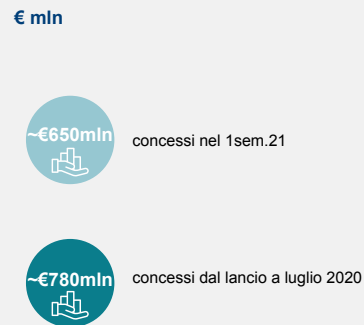 € mln
~€650mln
concessi nel 1sem.21
~€780mln
concessi dal lancio a luglio 2020